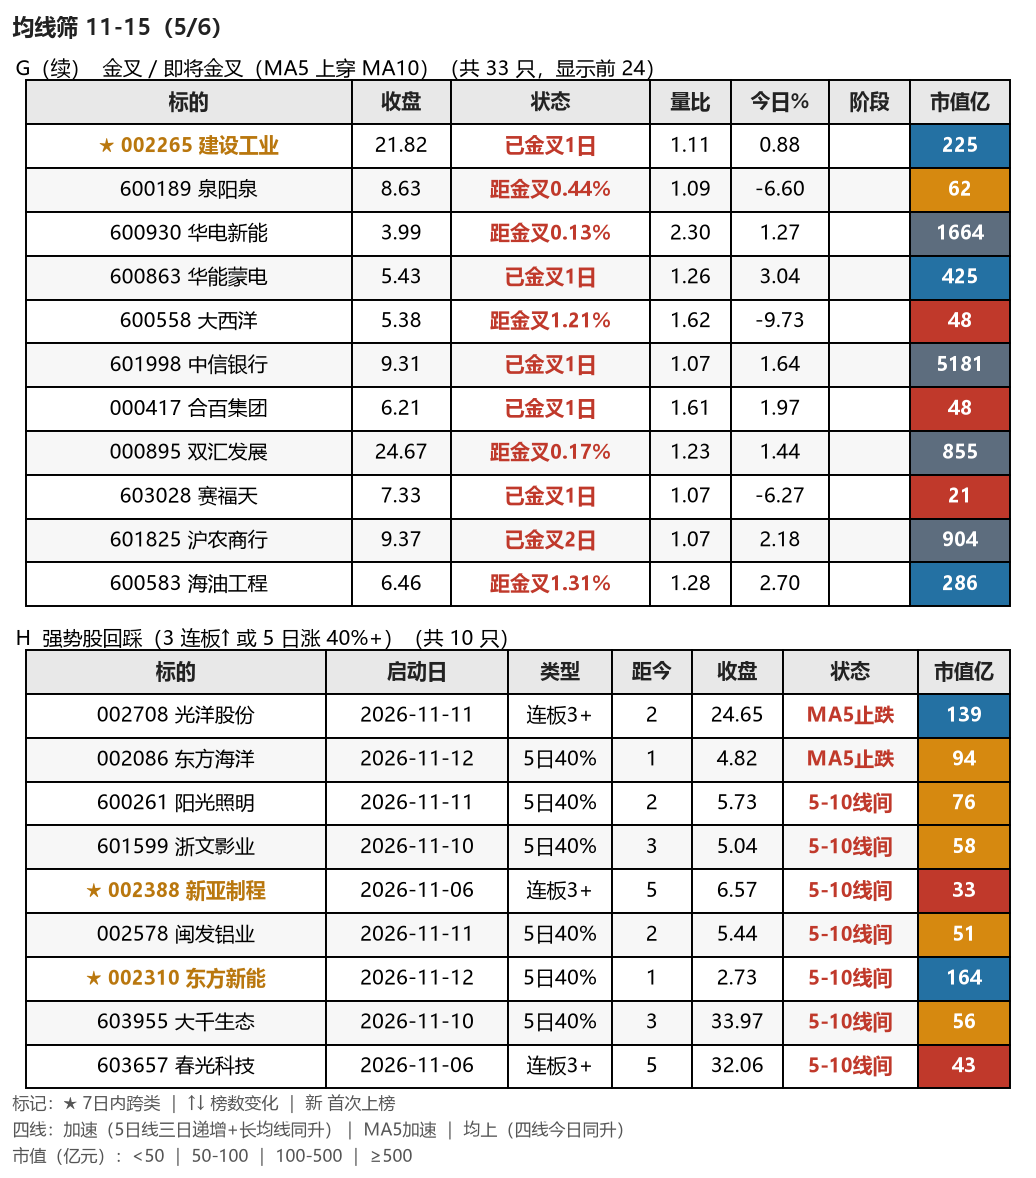 均线筛 11-15（5/6）
G（续） 金叉 / 即将金叉（MA5 上穿 MA10）（共 33 只，显示前 24）
标的 收盘 状态 量比 今日% 阶段 市值亿
★ 002265 建设工业 21.82 已金叉1日 1.11 0.88 225
600189 泉阳泉 8.63 距金叉0.44% 1.09 -6.60 62
600930 华电新能 3.99 距金叉0.13% 2.30 1.27 1664
600863 华能蒙电 5.43 已金叉1日 1.26 3.04 425
600558 大西洋 5.38 距金叉1.21% 1.62 -9.73 48
601998 中信银行 9.31 已金叉1日 1.07 1.64 5181
000417 合百集团 6.21 已金叉1日 1.61 1.97 48
000895 双汇发展 24.67 距金叉0.17% 1.23 1.44 855
603028 赛福天 7.33 已金叉1日 1.07 -6.27 21
601825 沪农商行 9.37 已金叉2日 1.07 2.18 904
600583 海油工程 6.46 距金叉1.31% 1.28 2.70 286
H 强势股回踩（3 连板↑ 或 5 日涨 40%+）（共 10 只）
标的 启动日 类型 距今 收盘 状态 市值亿
002708 光洋股份 2026-11-11 连板3+ 2 24.65 MA5止跌 139
002086 东方海洋 2026-11-12 5日40% 1 4.82 MA5止跌 94
600261 阳光照明 2026-11-11 5日40% 2 5.73 5-10线间 76
601599 浙文影业 2026-11-10 5日40% 3 5.04 5-10线间 58
★ 002388 新亚制程 2026-11-06 连板3+ 5 6.57 5-10线间 33
002578 闽发铝业 2026-11-11 5日40% 2 5.44 5-10线间 51
★ 002310 东方新能 2026-11-12 5日40% 1 2.73 5-10线间 164
603955 大千生态 2026-11-10 5日40% 3 33.97 5-10线间 56
603657 春光科技 2026-11-06 连板3+ 5 32.06 5-10线间 43
标记：★ 7日内跨类 | ↑↓ 榜数变化 | 新 首次上榜
四线：加速（5日线三日递增+长均线同升）| MA5加速 | 均上（四线今日同升）
市值（亿元）：<50 | 50-100 | 100-500 | ≥500